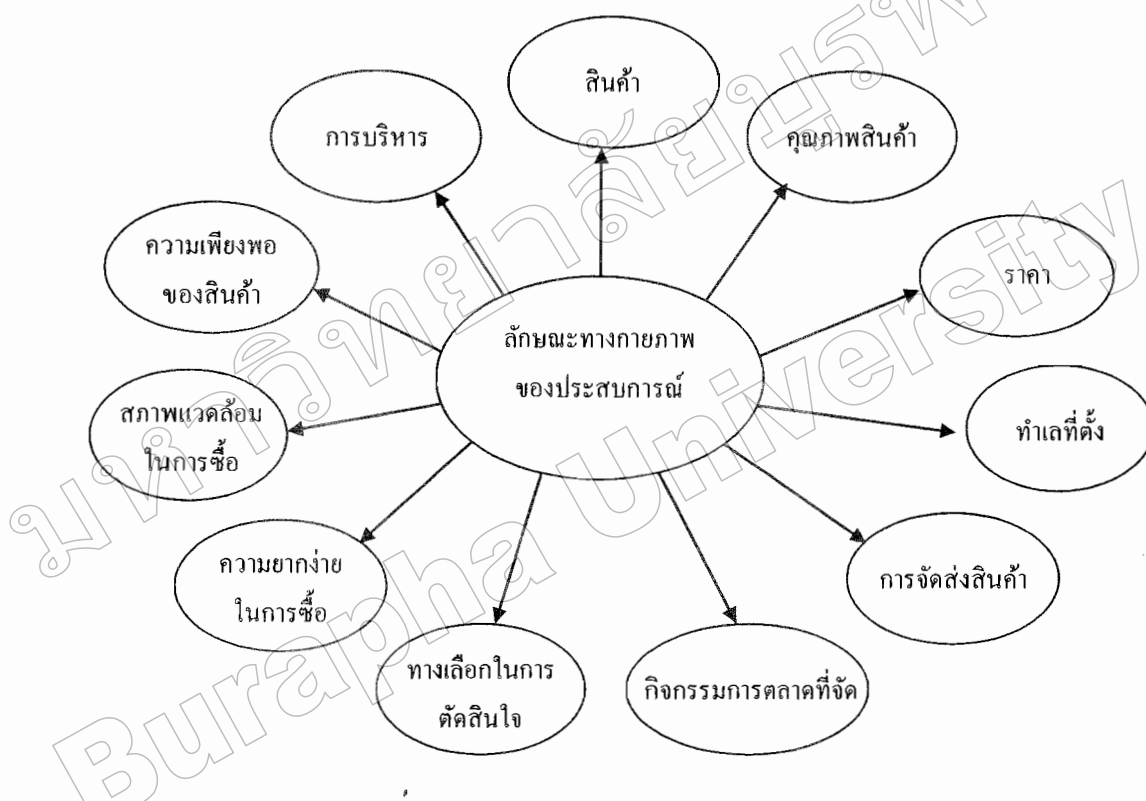 สินค้า
การบริหาร
คุณภาพสินค้า
ความเพียงพอ
ของสินค้า
ราคา
ลักษณะทางกายภาพ
ของประสบการณ์
สภาพแวดล้อม
ในการซื้อ
ทำเลที่ตั้ง
ความยากง่าย
ในการซื้อ
การจัดส่งสินค้า
ทางเลือกในการ
ตัดสินใจ
กิจกรรมการตลาดที่จัด
Burapha University